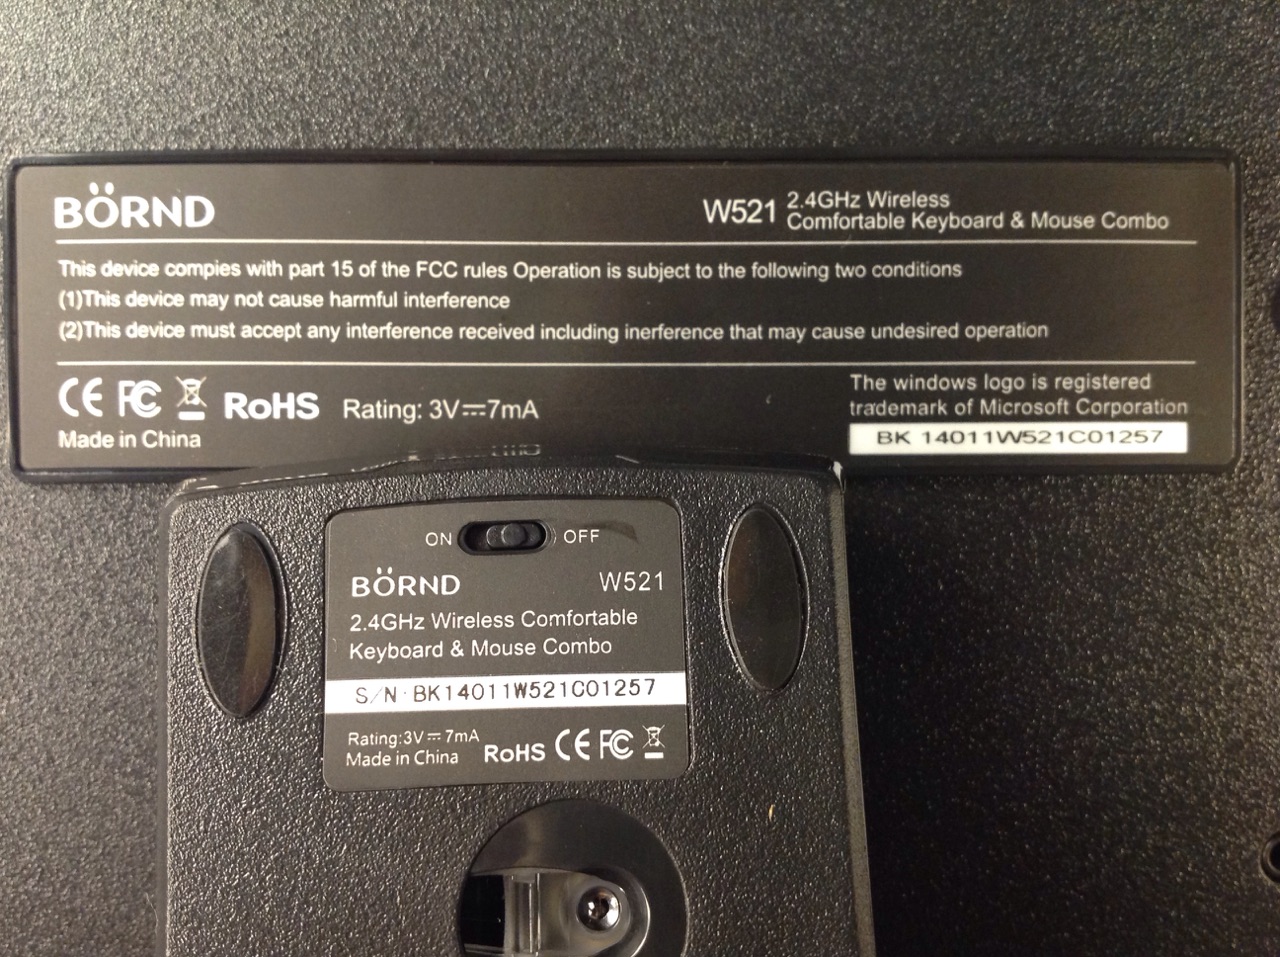 BÖRND
W521 2.4GHz Wireless
Comfortable Keyboard & Mouse Combo
This device compies with part 15 of the FCC rules Operation is subject to the following two conditions
(1)This device may not cause harmful interference
(2)This device must accept any interference received including inerference that may cause undesired operation
CE FC RoHS Rating: 3V⎓7mA
Made in China
The windows logo is registered
trademark of Microsoft Corporation
BK 14011W521C01257
ON OFF
BÖRND W521
2.4GHz Wireless Comfortable
Keyboard & Mouse Combo
S/N BK14011W521C01257
Rating:3V⎓7mA
Made in China RoHS CE FC